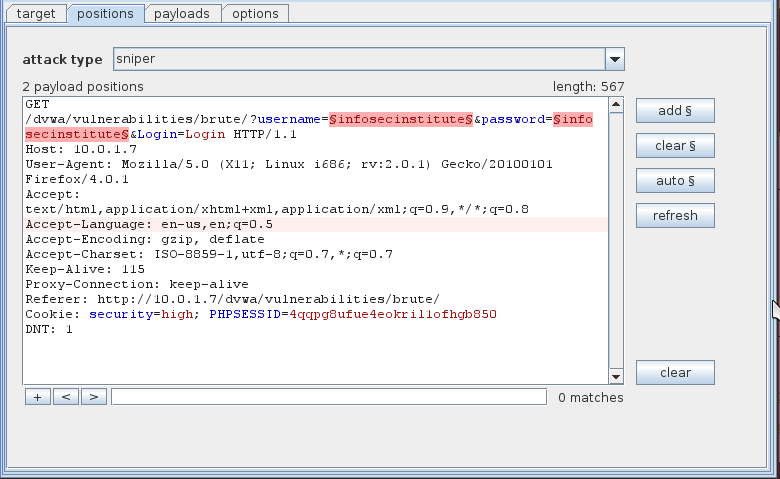 target positions payloads options
attack type sniper
2 payload positions length: 567
GET
/dvwa/vulnerabilities/brute/?username=§infosecinstitute§&password=§info
secinstitute§&Login=Login HTTP/1.1
Host: 10.0.1.7
User-Agent: Mozilla/5.0 (X11; Linux i686; rv:2.0.1) Gecko/20100101
Firefox/4.0.1
Accept:
text/html,application/xhtml+xml,application/xml;q=0.9,*/*;q=0.8
Accept-Language: en-us,en;q=0.5
Accept-Encoding: gzip, deflate
Accept-Charset: ISO-8859-1,utf-8;q=0.7,*;q=0.7
Keep-Alive: 115
Proxy-Connection: keep-alive
Referer: http://10.0.1.7/dvwa/vulnerabilities/brute/
Cookie: security=high; PHPSESSID=4qqpg8ufue4eokril1ofhgb850
DNT: 1
add §
clear §
auto §
refresh
clear
+ < > 0 matches